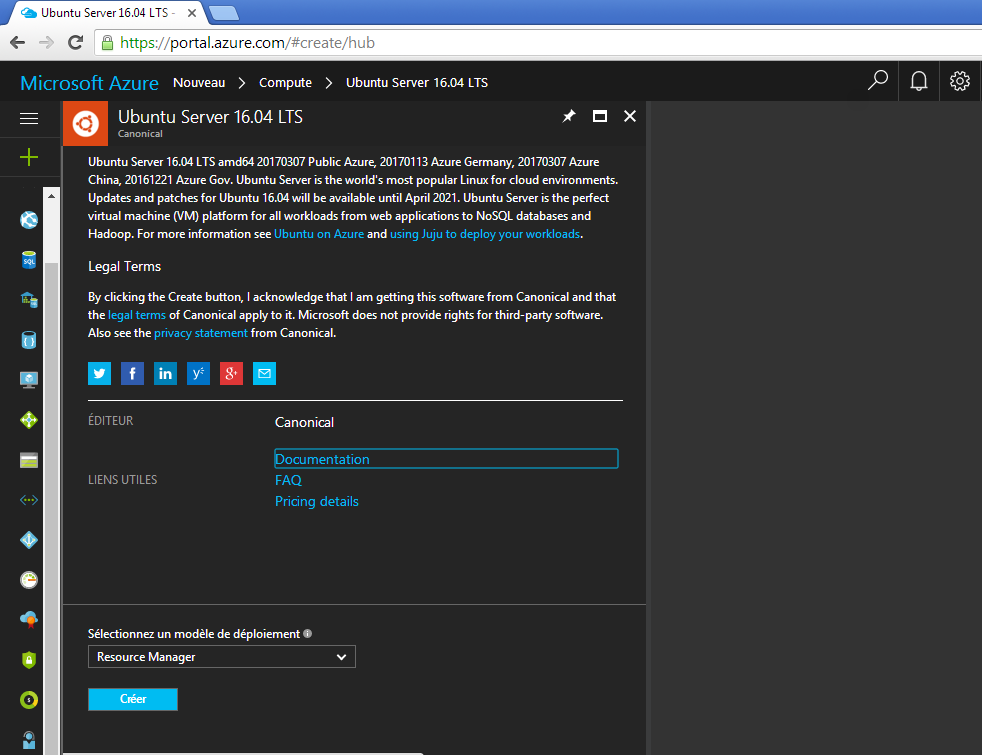 Ubuntu Server 16.04 LTS -
https://portal.azure.com/#create/hub
Microsoft Azure Nouveau > Compute > Ubuntu Server 16.04 LTS
Ubuntu Server 16.04 LTS
Canonical
Ubuntu Server 16.04 LTS amd64 20170307 Public Azure, 20170113 Azure Germany, 20170307 Azure
China, 20161221 Azure Gov. Ubuntu Server is the world's most popular Linux for cloud environments.
Updates and patches for Ubuntu 16.04 will be available until April 2021. Ubuntu Server is the perfect
virtual machine (VM) platform for all workloads from web applications to NoSQL databases and
Hadoop. For more information see Ubuntu on Azure and using Juju to deploy your workloads.
Legal Terms
By clicking the Create button, I acknowledge that I am getting this software from Canonical and that
the legal terms of Canonical apply to it. Microsoft does not provide rights for third-party software.
Also see the privacy statement from Canonical.
ÉDITEUR Canonical
Documentation
LIENS UTILES FAQ
Pricing details
Sélectionnez un modèle de déploiement
Resource Manager
Créer
SQL